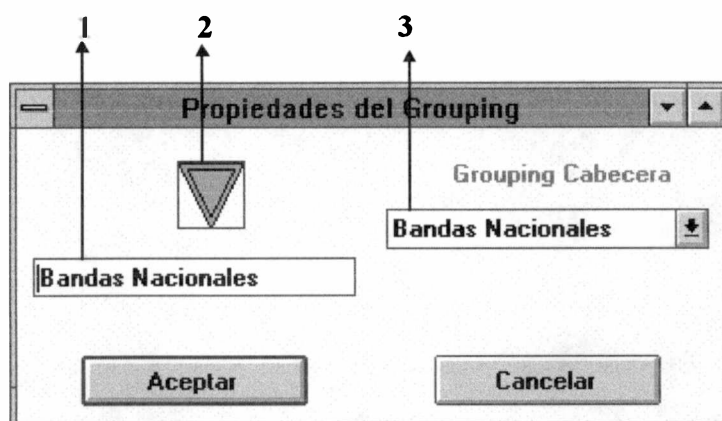 1 2 3
Propiedades del Grouping
Grouping Cabecera
Bandas Nacionales
Bandas Nacionales
Aceptar Cancelar